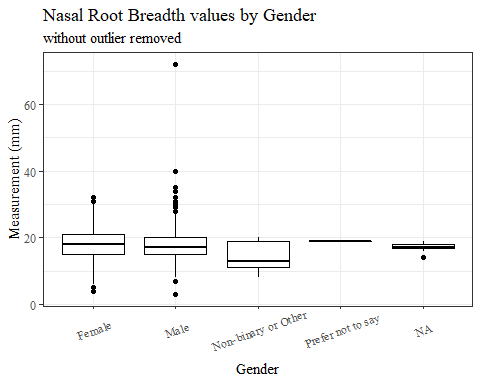 Nasal Root Breadth values by Gender
without outlier removed
Measurement (mm)
60
40
20
0
Female
Male
Non-binary or Other
Prefer not to say
NA
Gender